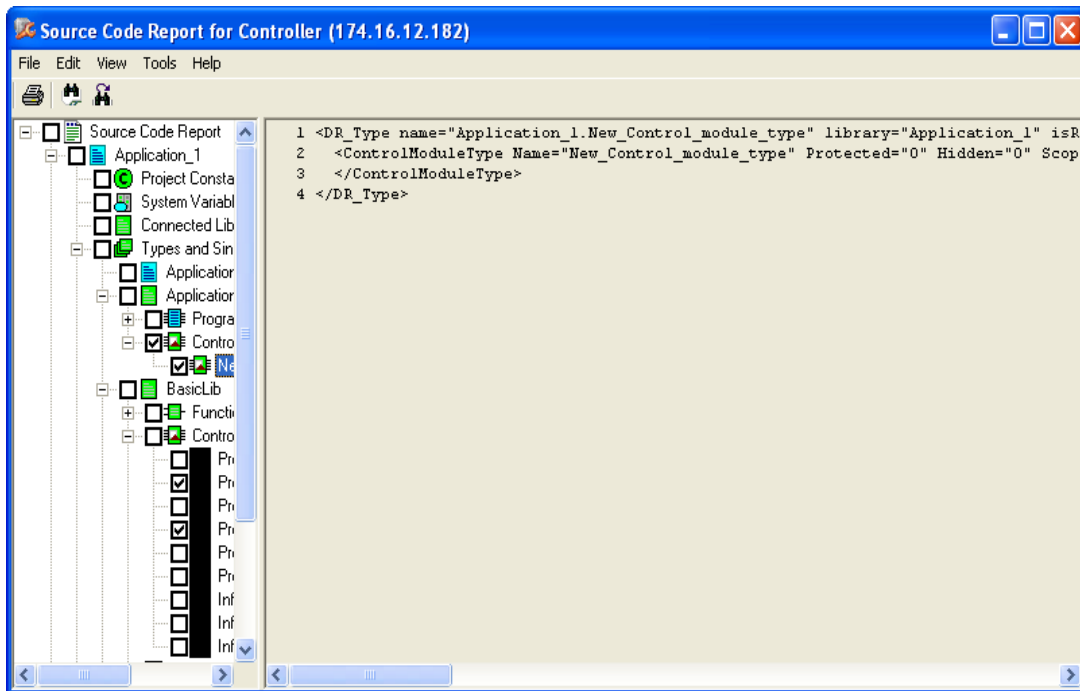 Source Code Report for Controller (174.16.12.182)
File Edit View Tools Help
Source Code Report
Application_1
Project Consta
System Variabl
Connected Lib
Types and Sin
Application
Application
Progra
Contro
Ne
BasicLib
Functi
Contro
Pr
Pr
Pr
Pr
Pr
Pr
Inf
Inf
Inf
1 <DR_Type name="Application_1.New_Control_module_type" library="Application_1" isR
2 <ControlModuleType Name="New_Control_module_type" Protected="0" Hidden="0" Scop
3 </ControlModuleType>
4 </DR_Type>